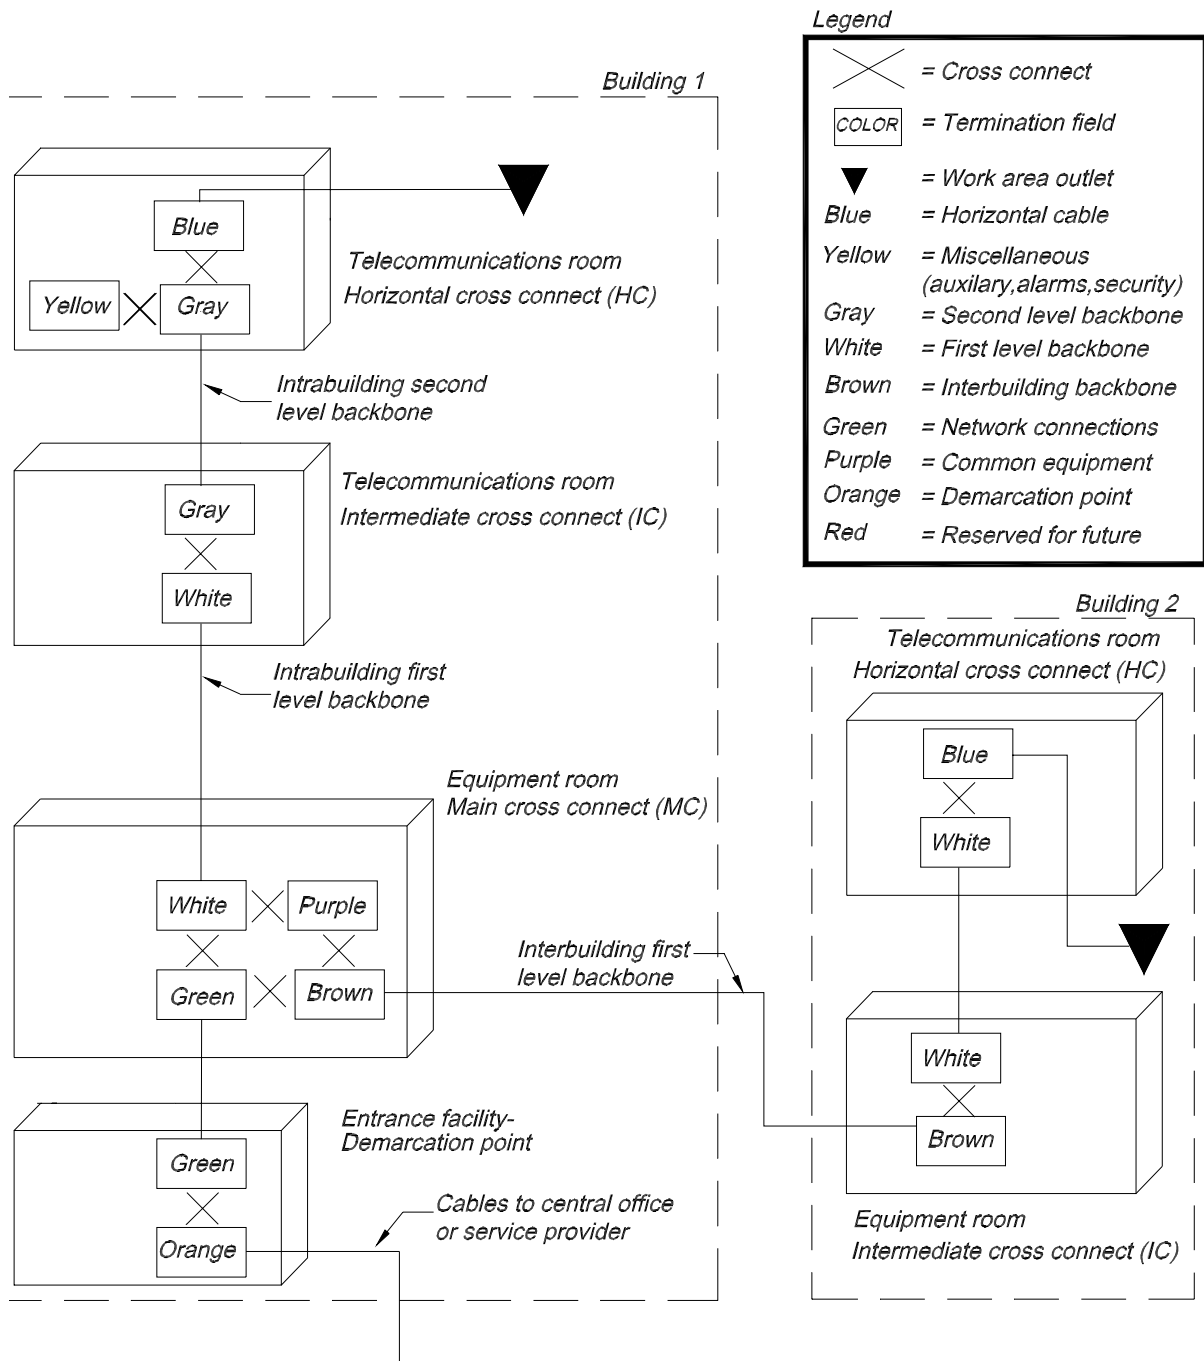 Legend
= Cross connect
COLOR = Termination field
= Work area outlet
Blue = Horizontal cable
Yellow = Miscellaneous
(auxilary,alarms,security)
Gray = Second level backbone
White = First level backbone
Brown = Interbuilding backbone
Green = Network connections
Purple = Common equipment
Orange = Demarcation point
Red = Reserved for future
Building 1
Blue
Yellow
Gray
Telecommunications room
Horizontal cross connect (HC)
Intrabuilding second
level backbone
Gray
White
Telecommunications room
Intermediate cross connect (IC)
Intrabuilding first
level backbone
Equipment room
Main cross connect (MC)
White
Purple
Green
Brown
Interbuilding first
level backbone
Entrance facility-
Demarcation point
Green
Orange
Cables to central office
or service provider
Building 2
Telecommunications room
Horizontal cross connect (HC)
Blue
White
White
Brown
Equipment room
Intermediate cross connect (IC)